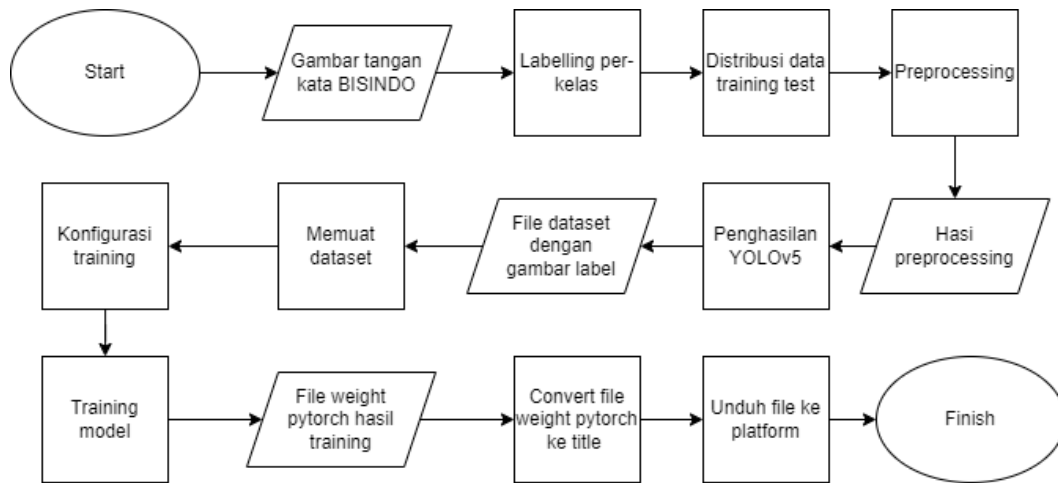 Start
Gambar tangan
kata BISINDO
Labelling per-
kelas
Distribusi data
training test
Preprocessing
Hasi
preprocessing
Penghasilan
YOLOv5
File dataset
dengan
gambar label
Memuat
dataset
Konfigurasi
training
Training
model
File weight
pytorch hasil
training
Convert file
weight pytorch
ke title
Unduh file ke
platform
Finish